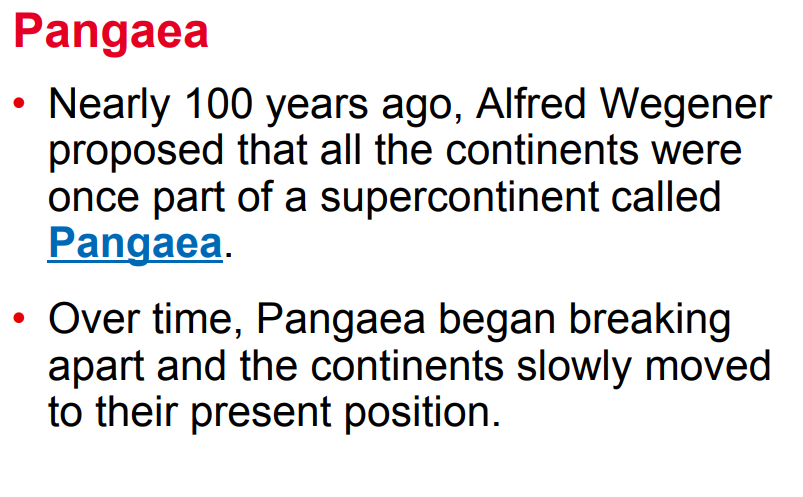 Pangaea
• Nearly 100 years ago, Alfred Wegener
proposed that all the continents were
once part of a supercontinent called
Pangaea.
• Over time, Pangaea began breaking
apart and the continents slowly moved
to their present position.